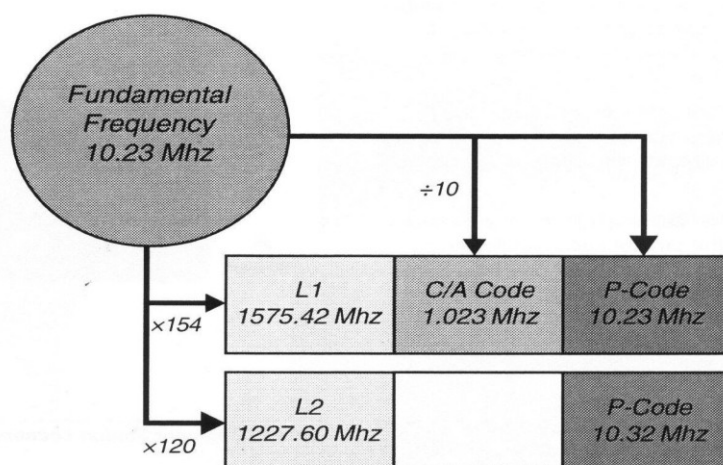 Fundamental
Frequency
10.23 Mhz
÷10
×154
L1
1575.42 Mhz
C/A Code
1.023 Mhz
P-Code
10.23 Mhz
×120
L2
1227.60 Mhz
P-Code
10.32 Mhz